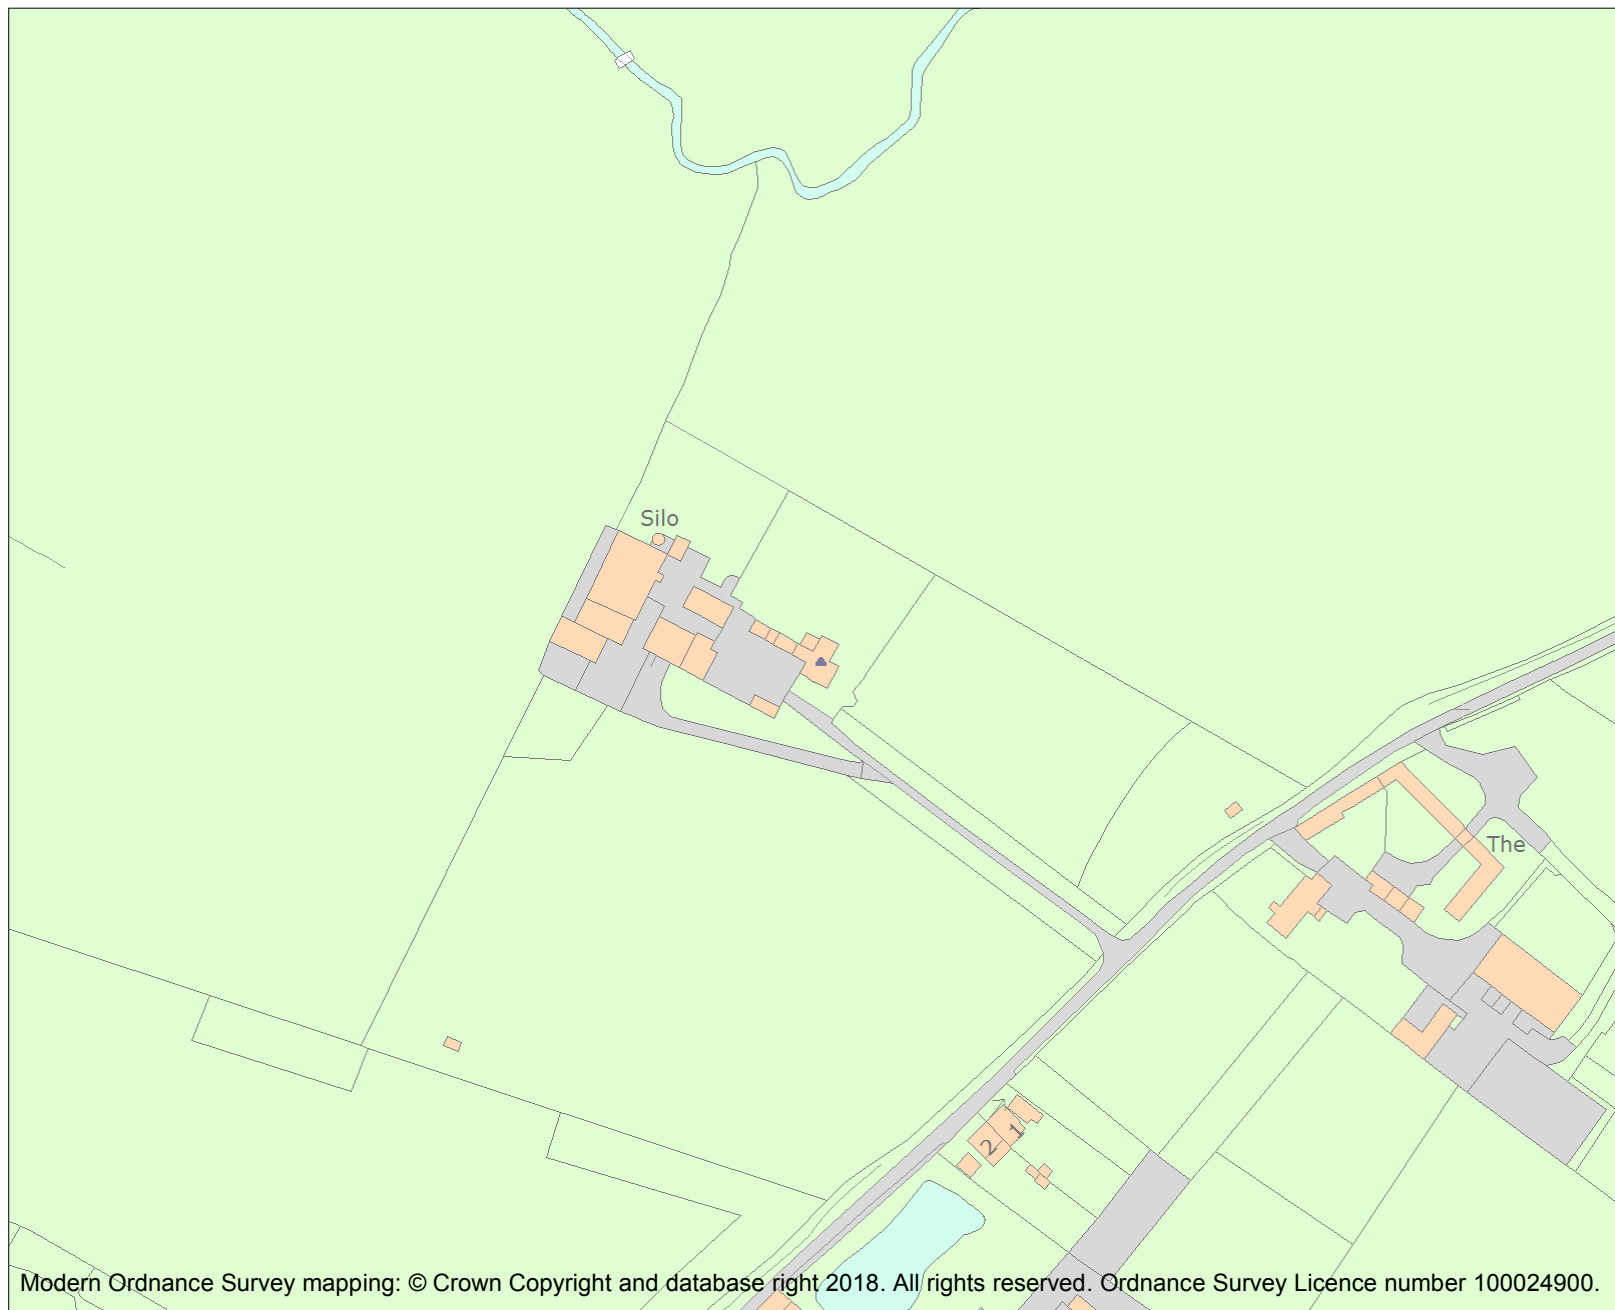 Silo
The
1
2
Modern Ordnance Survey mapping: © Crown Copyright and database right 2018. All rights reserved. Ordnance Survey Licence number 100024900.